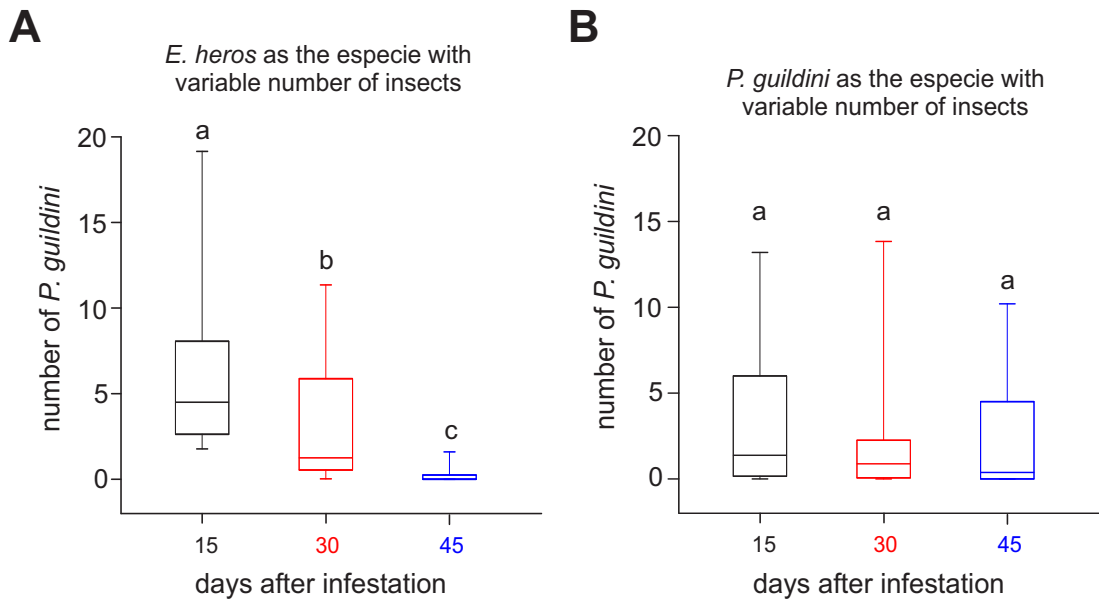 A
E. heros as the especie with
variable number of insects
number of P. guildini
20
15
10
5
0
a
b
c
15
30
45
days after infestation
B
P. guildini as the especie with
variable number of insects
number of P. guildini
20
15
10
5
0
a
a
a
15
30
45
days after infestation